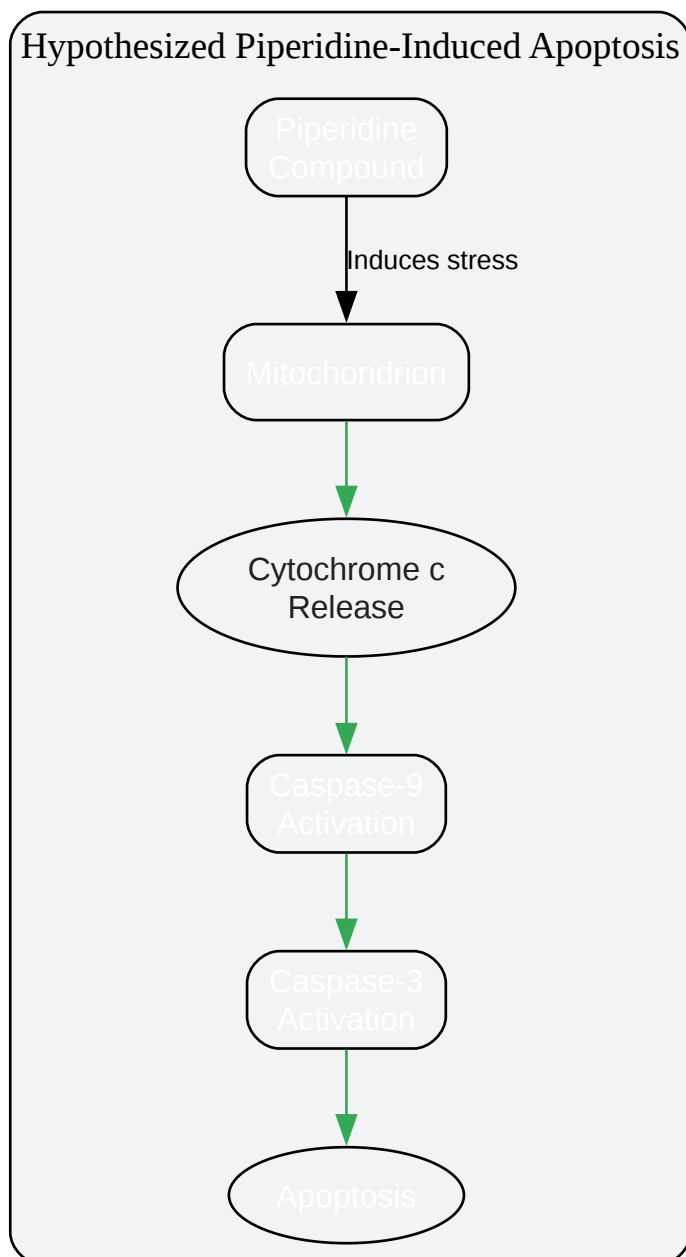 Hypothesized Piperidine-Induced Apoptosis
Piperidine
Compound
Induces stress
Mitochondrion
Cytochrome c
Release
Caspase-9
Activation
Caspase-3
Activation
Apoptosis